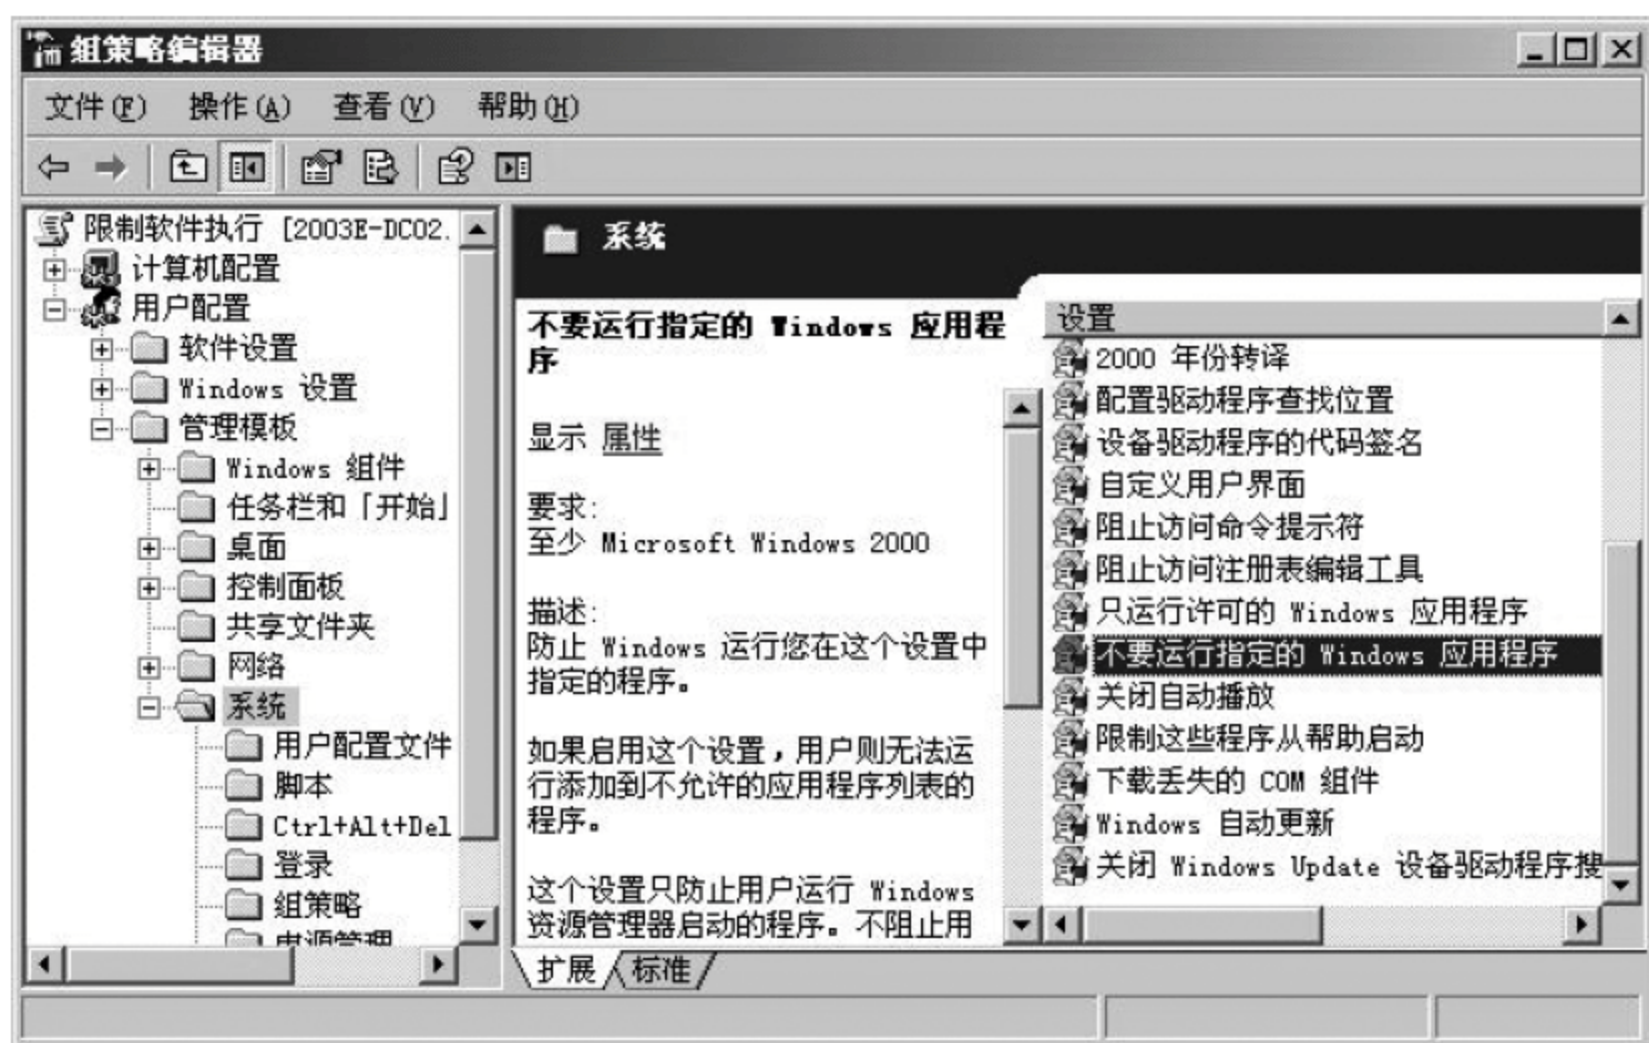 组策略编辑器
文件(F) 操作(A) 查看(V) 帮助(H)
限制软件执行 [2003E-DC02.
计算机配置
用户配置
软件设置
Windows 设置
管理模板
Windows 组件
任务栏和「开始」
桌面
控制面板
共享文件夹
网络
系统
用户配置文件
脚本
Ctrl+Alt+Del
登录
组策略
电源管理
系统
不要运行指定的 Windows 应用程
序
显示 属性
要求:
至少 Microsoft Windows 2000
描述:
防止 Windows 运行您在这个设置中
指定的程序。
如果启用这个设置，用户则无法运
行添加到不允许的应用程序列表的
程序。
这个设置只防止用户运行 Windows
资源管理器启动的程序。不阻止用
设置
2000 年份转译
配置驱动程序查找位置
设备驱动程序的代码签名
自定义用户界面
阻止访问命令提示符
阻止访问注册表编辑工具
只运行许可的 Windows 应用程序
不要运行指定的 Windows 应用程序
关闭自动播放
限制这些程序从帮助启动
下载丢失的 COM 组件
Windows 自动更新
关闭 Windows Update 设备驱动程序搜
扩展 标准